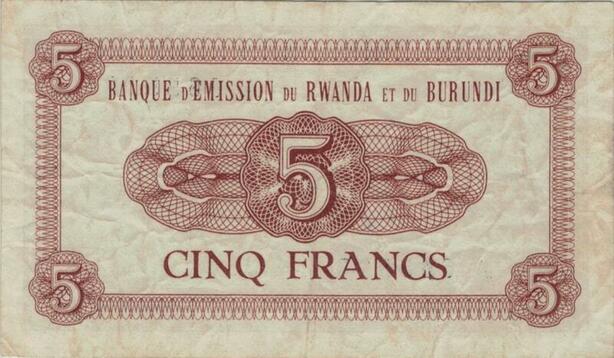 5 5
BANQUE D'EMISSION DU RWANDA ET DU BURUNDI
5
CINQ FRANCS
5 5